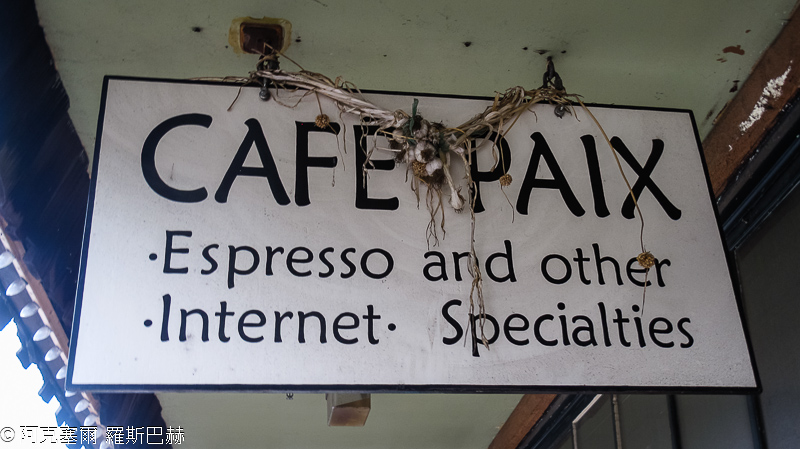 CAFE PAIX
·Espresso and other
·Internet· Specialties
© 阿克塞爾 羅斯巴赫